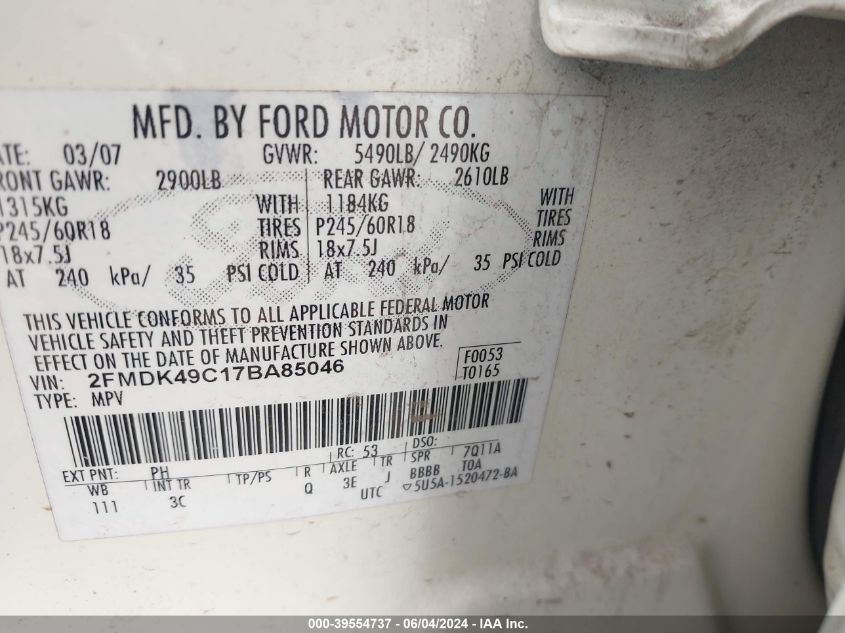 MFD. BY FORD MOTOR CO.
ATE: 03/07 GVWR: 5490LB/ 2490KG
RONT GAWR: 2900LB REAR GAWR: 2610LB
1315KG WITH 1184KG WITH
P245/60R18 TIRES P245/60R18 TIRES
18x7.5J RIMS 18x7.5J RIMS
AT 240 kPa/ 35 PSI COLD AT 240 kPa/ 35 PSI COLD
THIS VEHICLE CONFORMS TO ALL APPLICABLE FEDERAL MOTOR
VEHICLE SAFETY AND THEFT PREVENTION STANDARDS IN
EFFECT ON THE DATE OF MANUFACTURE SHOWN ABOVE.
VIN: 2FMDK49C17BA85046 F0053
TYPE: MPV T0165
EXT PNT: PH RC: 53 DSO: 7Q11A
WB INT TR TP/PS R AXLE TR SPR TOA
111 3C Q 3E J BBBB
UTC 5U5A-1520472-BA
000-39554737 - 06/04/2024 - IAA Inc.